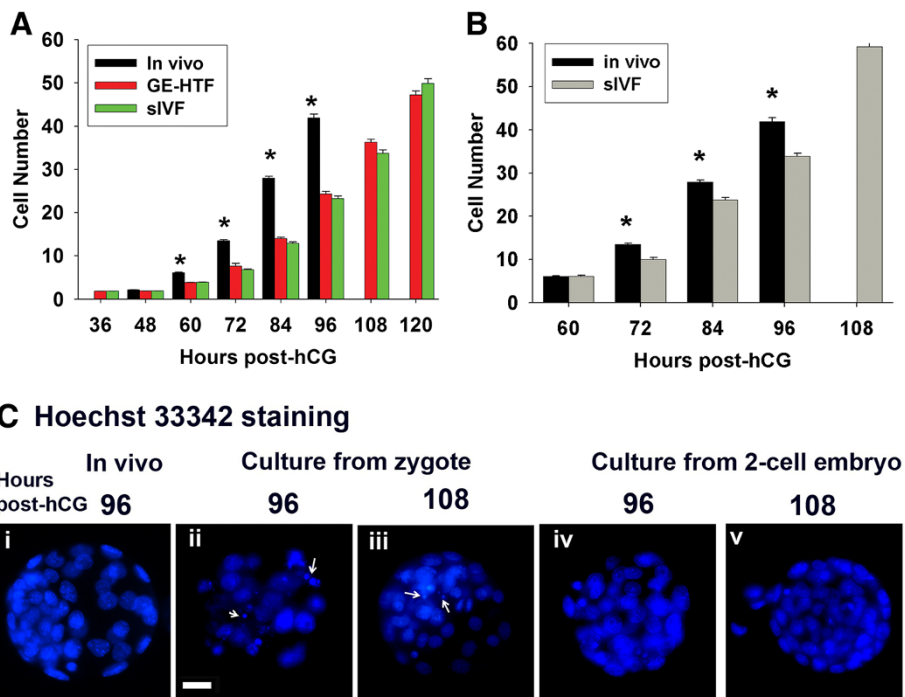 A
60
50
40
30
20
10
0
Cell Number
In vivo
GE-HTF
sIVF
* * * * *
36 48 60 72 84 96 108 120
Hours post-hCG
B
60
50
40
30
20
10
0
Cell Number
in vivo
sIVF
* * *
60 72 84 96 108
Hours post-hCG
C Hoechst 33342 staining
In vivo Culture from zygote Culture from 2-cell embryo
Hours
post-hCG 96 96 108 96 108
i ii iii iv v